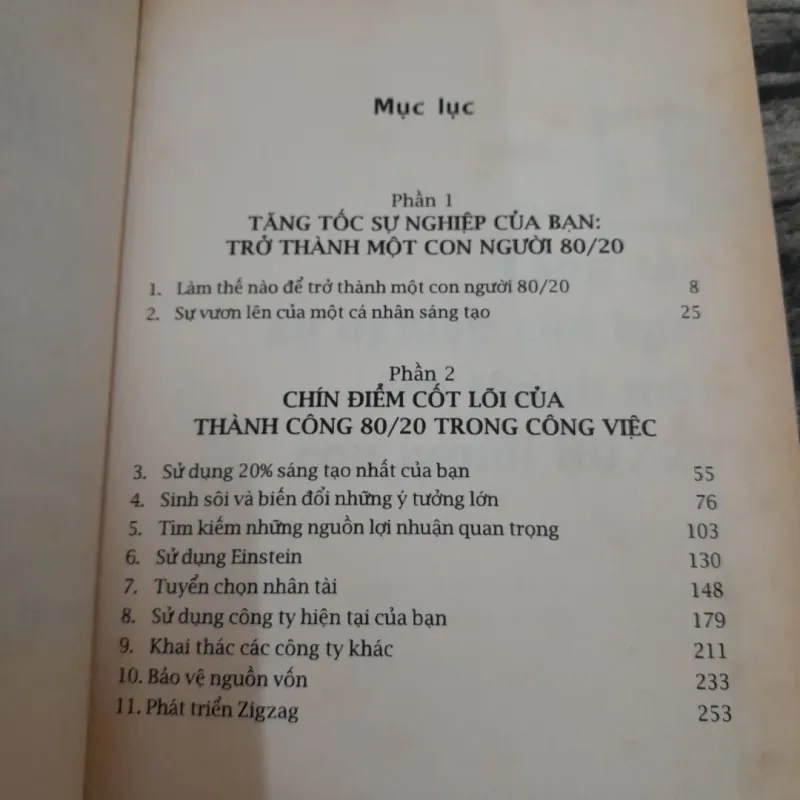 Mục lục
Phần 1
TĂNG TỐC SỰ NGHIỆP CỦA BẠN:
TRỞ THÀNH MỘT CON NGƯỜI 80/20
1. Làm thế nào để trở thành một con người 80/20 8
2. Sự vươn lên của một cá nhân sáng tạo 25
Phần 2
CHÍN ĐIỂM CỐT LÕI CỦA
THÀNH CÔNG 80/20 TRONG CÔNG VIỆC
3. Sử dụng 20% sáng tạo nhất của bạn 55
4. Sinh sôi và biến đổi những ý tưởng lớn 76
5. Tìm kiếm những nguồn lợi nhuận quan trọng 103
6. Sử dụng Einstein 130
7. Tuyển chọn nhân tài 148
8. Sử dụng công ty hiện tại của bạn 179
9. Khai thác các công ty khác 211
10. Bảo vệ nguồn vốn 233
11. Phát triển Zigzag 253